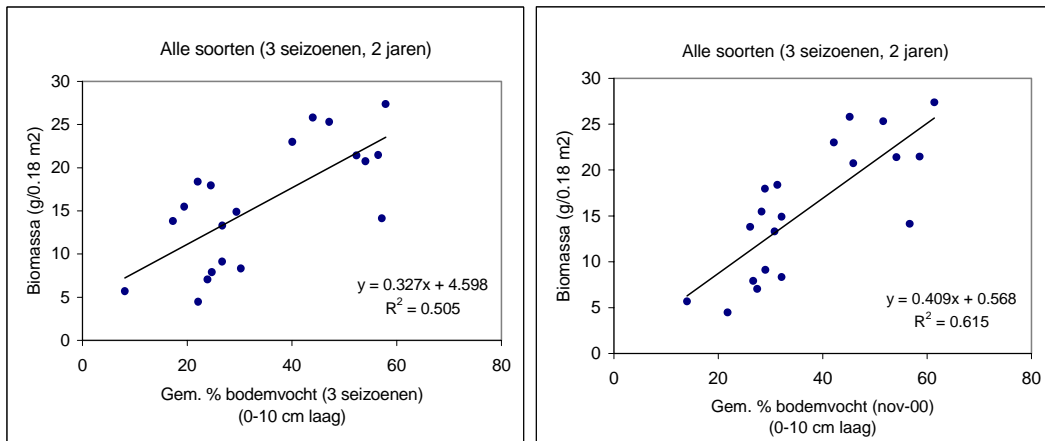 Alle soorten (3 seizoenen, 2 jaren)
Biomassa (g/0.18 m2)
30
25
20
15
10
5
0
y = 0.327x + 4.598
R² = 0.505
0 20 40 60 80
Gem. % bodemvocht (3 seizoenen)
(0-10 cm laag)
Alle soorten (3 seizoenen, 2 jaren)
Biomassa (g/0.18 m2)
30
25
20
15
10
5
0
y = 0.409x + 0.568
R² = 0.615
0 20 40 60 80
Gem. % bodemvocht (nov-00)
(0-10 cm laag)